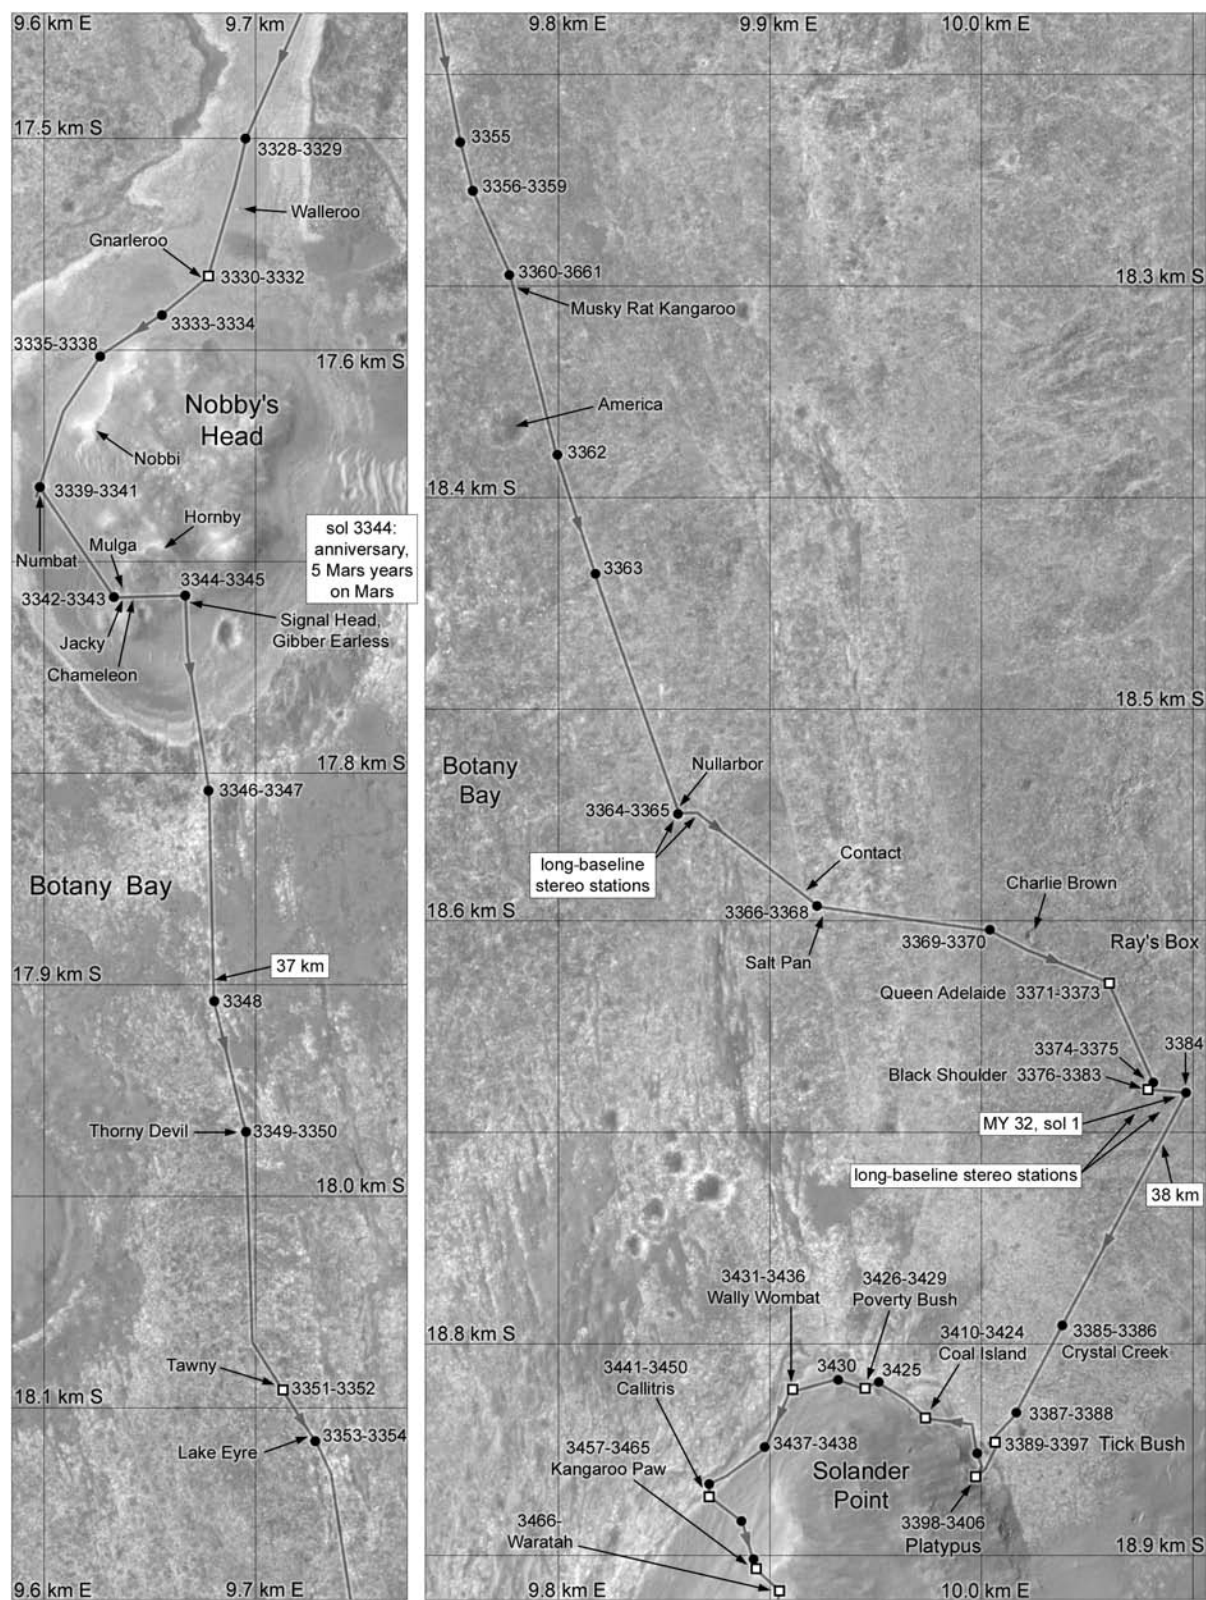 9.6 km E
9.7 km
17.5 km S
3328-3329
Walleroo
Gnarleroo
3330-3332
3333-3334
3335-3338
17.6 km S
Nobby's
Head
Nobbi
3339-3341
Hornby
Numbat
Mulga
sol 3344:
anniversary,
5 Mars years
on Mars
3344-3345
3342-3343
Jacky
Chameleon
Signal Head,
Gibber Earless
17.8 km S
3346-3347
Botany Bay
37 km
17.9 km S
3348
Thorny Devil
3349-3350
18.0 km S
Tawny
3351-3352
18.1 km S
3353-3354
Lake Eyre
9.6 km E
9.7 km E
9.8 km E
9.9 km E
10.0 km E
3355
3356-3359
3360-3661
18.3 km S
Musky Rat Kangaroo
America
3362
18.4 km S
3363
18.5 km S
Botany
Bay
Nullarbor
3364-3365
long-baseline
stereo stations
Contact
3366-3368
18.6 km S
Salt Pan
Charlie Brown
3369-3370
Ray's Box
Queen Adelaide 3371-3373
3374-3375
3384
Black Shoulder 3376-3383
MY 32, sol 1
long-baseline stereo stations
38 km
3431-3436
Wally Wombat
3426-3429
Poverty Bush
3410-3424
Coal Island
18.8 km S
3385-3386
Crystal Creek
3441-3450
Callitris
3430
3425
3387-3388
3389-3397 Tick Bush
3437-3438
3457-3465
Kangaroo Paw
Solander
Point
3398-3406
Platypus
3466-
Waratah
18.9 km S
9.8 km E
10.0 km E